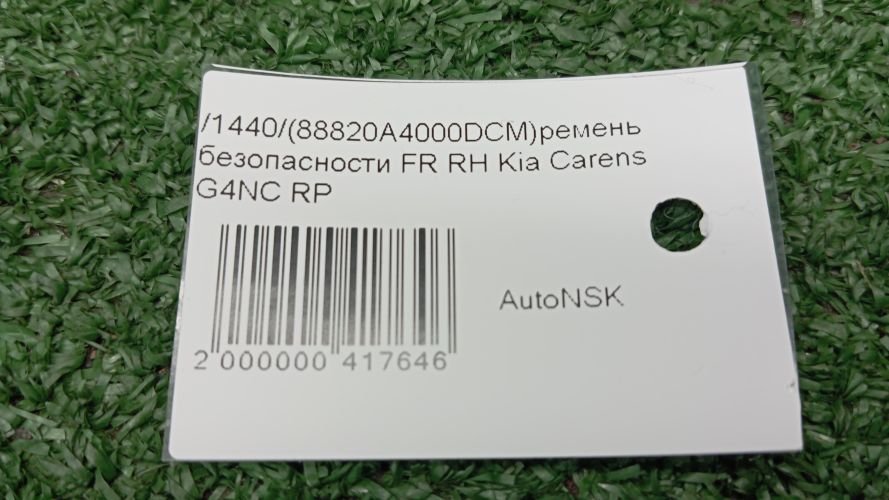 /1440/(88820A4000DCM)ремень
безопасности FR RH Kia Carens
G4NC RP
AutoNSK
2 000000 417646